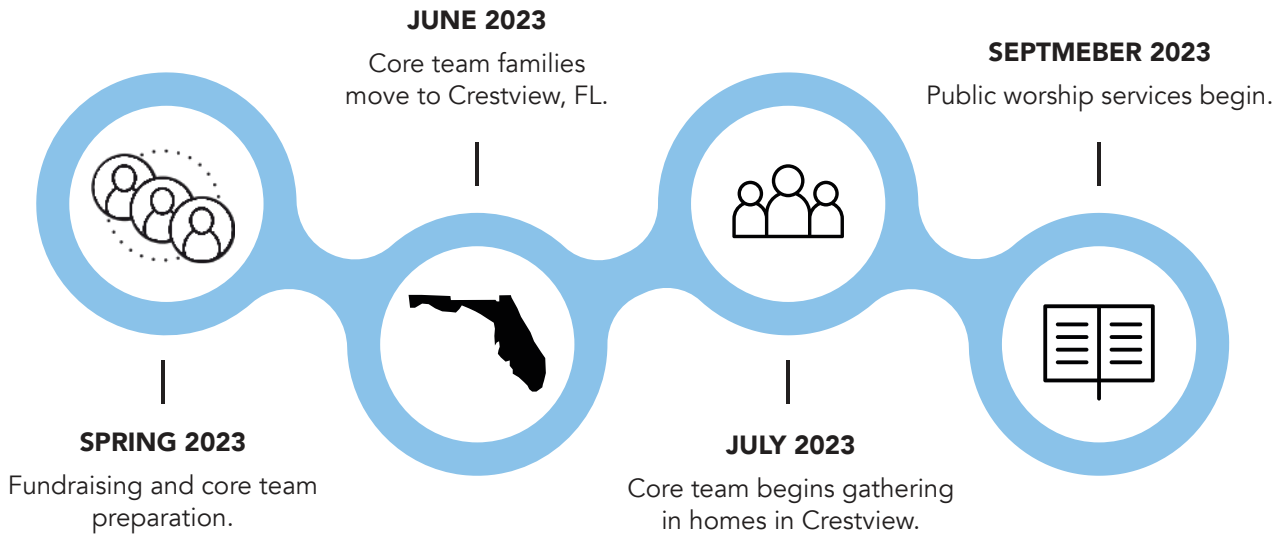 SPRING 2023
Fundraising and core team
preparation.
JUNE 2023
Core team families
move to Crestview, FL.
JULY 2023
Core team begins gathering
in homes in Crestview.
SEPTMEBER 2023
Public worship services begin.